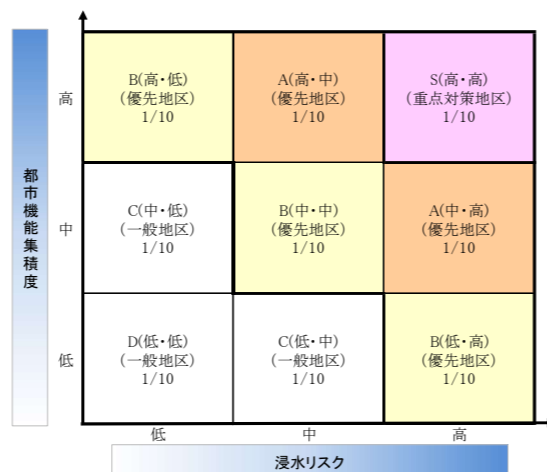 都市機能集積度
高
B(高・低)
(優先地区)
1/10
A(高・中)
(優先地区)
1/10
S(高・高)
(重点対策地区)
1/10
中
C(中・低)
(一般地区)
1/10
B(中・中)
(優先地区)
1/10
A(中・高)
(優先地区)
1/10
低
D(低・低)
(一般地区)
1/10
C(低・中)
(一般地区)
1/10
B(低・高)
(優先地区)
1/10
低
中
高
浸水リスク